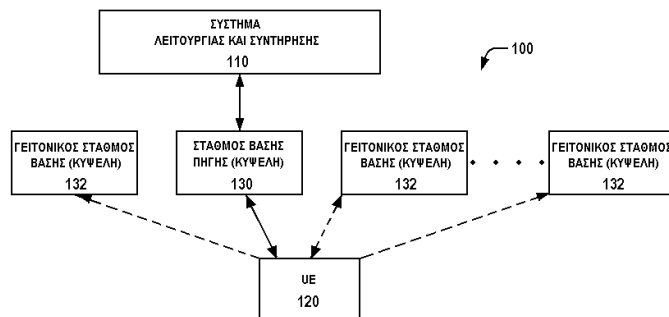 ΣΥΣΤΗΜΑ
ΛΕΙΤΟΥΡΓΙΑΣ ΚΑΙ ΣΥΝΤΗΡΗΣΗΣ
110
100
ΓΕΙΤΟΝΙΚΟΣ ΣΤΑΘΜΟΣ
ΒΑΣΗΣ (ΚΥΨΕΛΗ)
132
ΣΤΑΘΜΟΣ ΒΑΣΗΣ
ΠΗΓΗΣ (ΚΥΨΕΛΗ)
130
ΓΕΙΤΟΝΙΚΟΣ ΣΤΑΘΜΟΣ
ΒΑΣΗΣ (ΚΥΨΕΛΗ)
132
ΓΕΙΤΟΝΙΚΟΣ ΣΤΑΘΜΟΣ
ΒΑΣΗΣ (ΚΥΨΕΛΗ)
132
UE
120